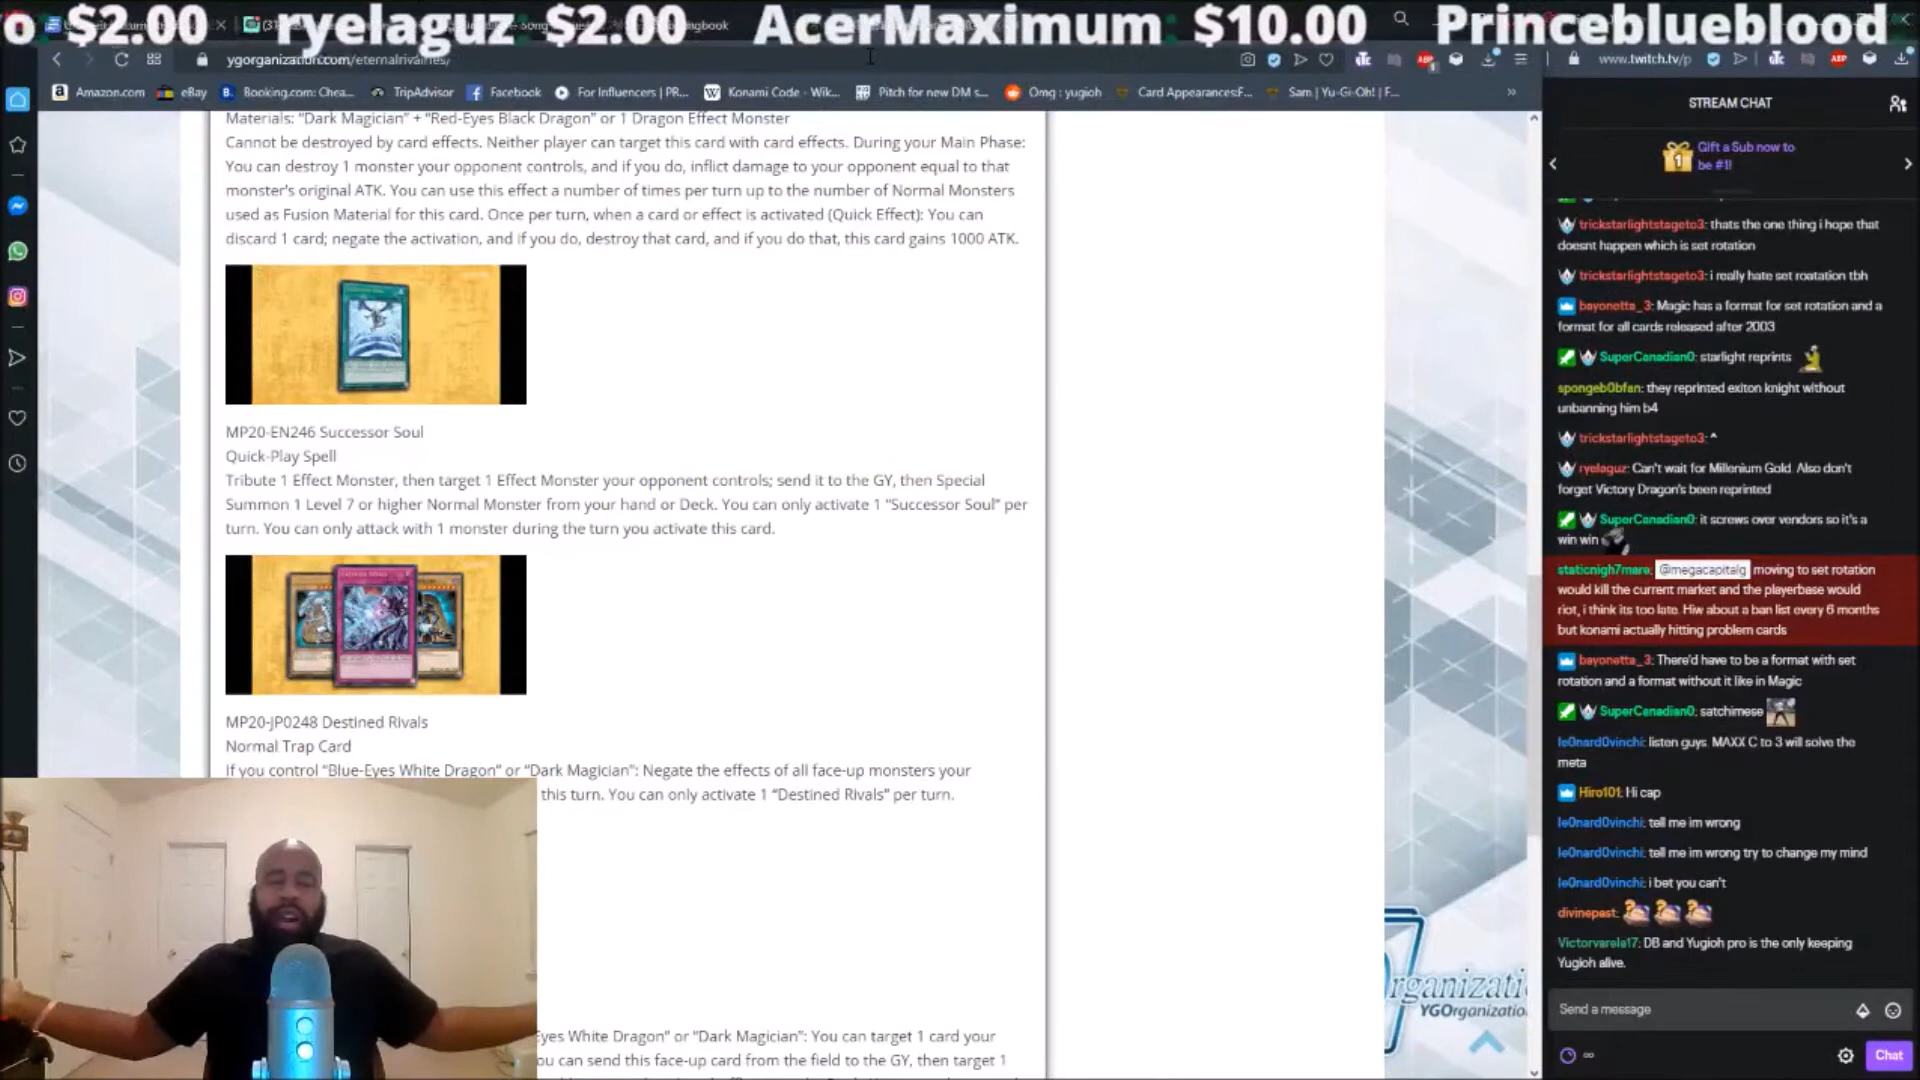 $2.00 ryelaguz: $2.00 AcerMaximum: $10.00 Princeblueblood
ygorganization.com/eternalrivalries/
www.twitch.tv/p
Amazon.com
eBay
Booking.com: Chea...
TripAdvisor
Facebook
For Influencers | PR...
Konami Code - Wik...
Pitch for new DM s...
Omg : yugioh
Card Appearances:F...
Sam | Yu-Gi-Oh! | F...
»
Materials: “Dark Magician” + “Red-Eyes Black Dragon” or 1 Dragon Effect Monster
Cannot be destroyed by card effects. Neither player can target this card with card effects. During your Main Phase:
You can destroy 1 monster your opponent controls, and if you do, inflict damage to your opponent equal to that
monster’s original ATK. You can use this effect a number of times per turn up to the number of Normal Monsters
used as Fusion Material for this card. Once per turn, when a card or effect is activated (Quick Effect): You can
discard 1 card; negate the activation, and if you do, destroy that card, and if you do that, this card gains 1000 ATK.
MP20-EN246 Successor Soul
Quick-Play Spell
Tribute 1 Effect Monster, then target 1 Effect Monster your opponent controls; send it to the GY, then Special
Summon 1 Level 7 or higher Normal Monster from your hand or Deck. You can only activate 1 “Successor Soul” per
turn. You can only attack with 1 monster during the turn you activate this card.
MP20-JP0248 Destined Rivals
Normal Trap Card
If you control “Blue-Eyes White Dragon” or “Dark Magician”: Negate the effects of all face-up monsters your
this turn. You can only activate 1 “Destined Rivals” per turn.
Eyes White Dragon” or “Dark Magician”: You can target 1 card your
ou can send this face-up card from the field to the GY, then target 1
rganizati
YGOrganizatio
STREAM CHAT
1
Gift a Sub now to
be #1!
trickstarlightstageto3: thats the one thing i hope that
doesnt happen which is set rotation
trickstarlightstageto3: i really hate set roatation tbh
bayonetta_3: Magic has a format for set rotation and a
format for all cards released after 2003
SuperCanadian0: starlight reprints
spongeb0bfan: they reprinted exiton knight without
unbanning him b4
trickstarlightstageto3: ^
ryelaguz: Can't wait for Millenium Gold. Also don't
forget Victory Dragon's been reprinted
SuperCanadian0: it screws over vendors so it's a
win win
staticnigh7mare: @megacapitalg moving to set rotation
would kill the current market and the playerbase would
riot, i think its too late. Hiw about a ban list every 6 months
but konami actually hitting problem cards
bayonetta_3: There'd have to be a format with set
rotation and a format without it like in Magic
SuperCanadian0: satchimese
le0nard0vinchi: listen guys. MAXX C to 3 will solve the
meta
Hiro101: Hi cap
le0nard0vinchi: tell me im wrong
le0nard0vinchi: tell me im wrong try to change my mind
le0nard0vinchi: i bet you can't
divinepast:
Victorvarela17: DB and Yugioh pro is the only keeping
Yugioh alive.
Send a message
Chat